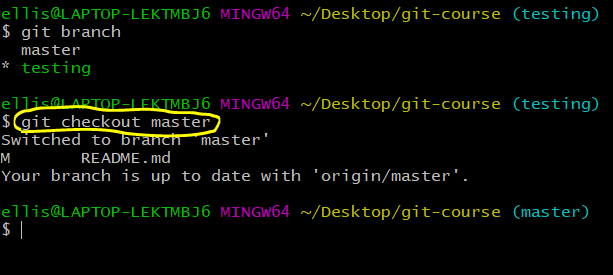 ellis@LAPTOP-LEKTMBJ6 MINGW64 ~/Desktop/git-course (testing)
$ git branch
master
* testing
ellis@LAPTOP-LEKTMBJ6 MINGW64 ~/Desktop/git-course (testing)
$ git checkout master
Switched to branch 'master'
M README.md
Your branch is up to date with 'origin/master'.
ellis@LAPTOP-LEKTMBJ6 MINGW64 ~/Desktop/git-course (master)
$